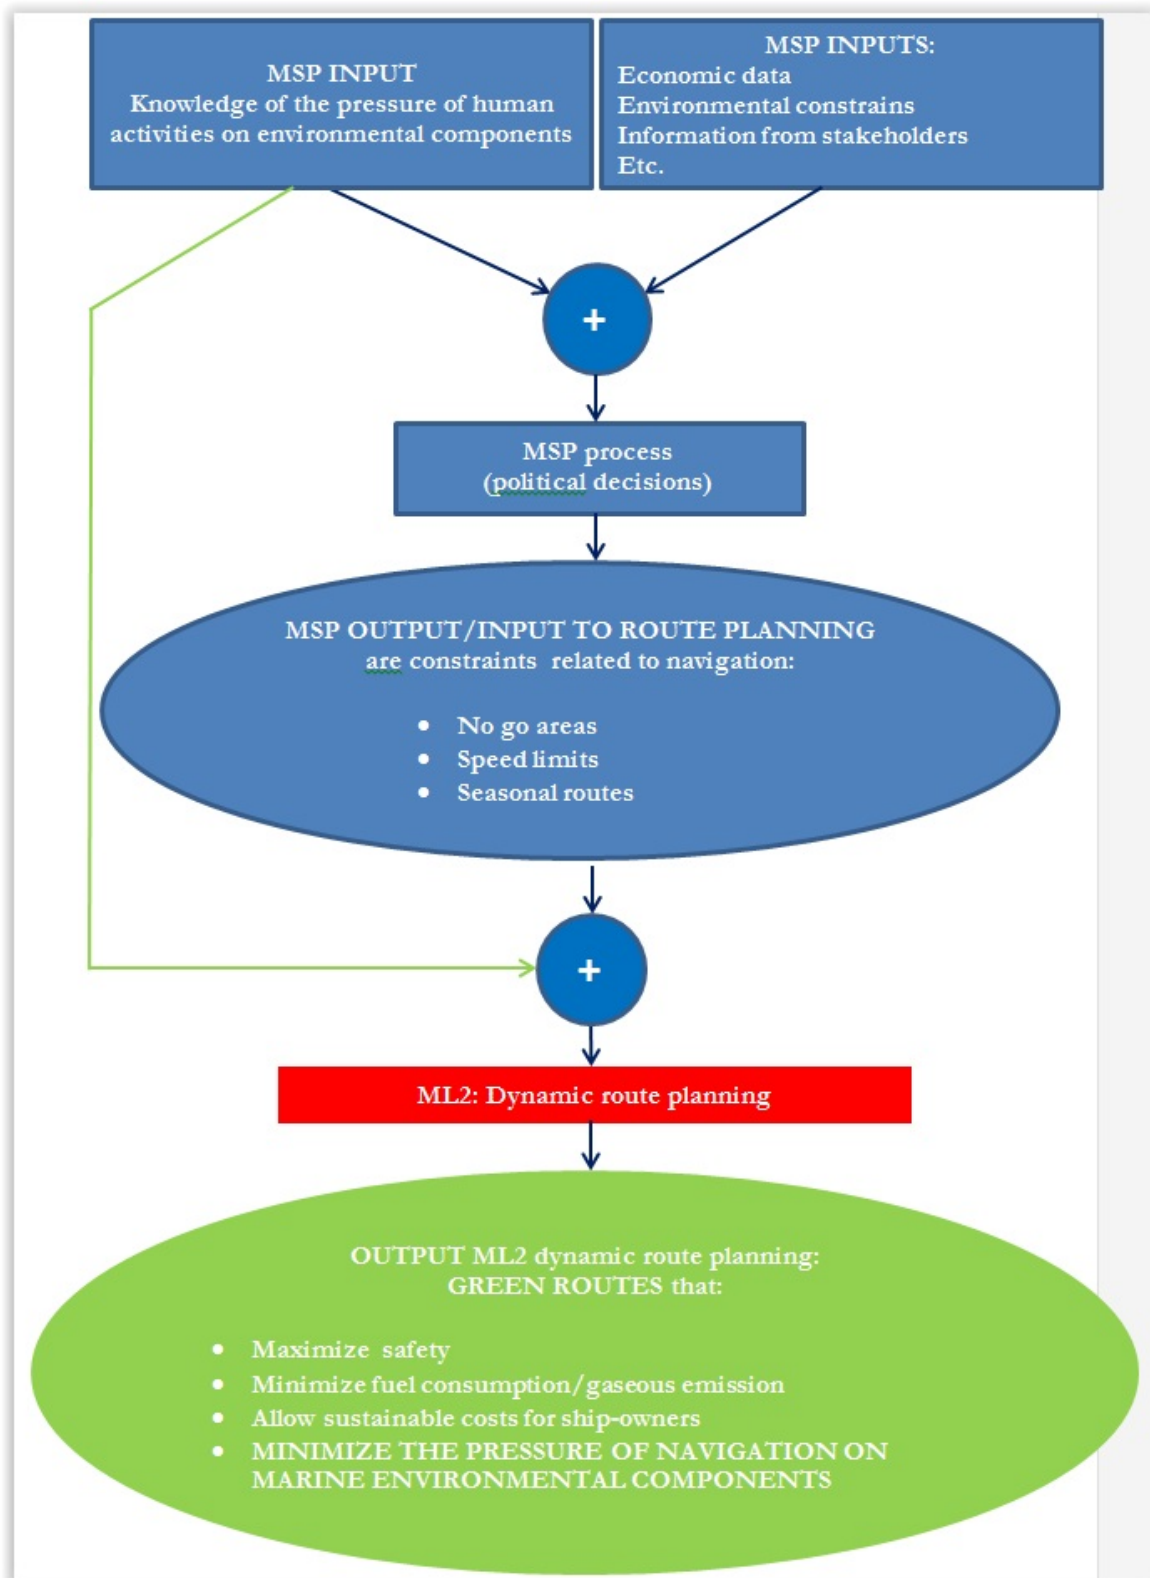 MSP INPUT
Knowledge of the pressure of human
activities on environmental components
MSP INPUTS:
Economic data
Environmental constrains
Information from stakeholders
Etc.
+
MSP process
(political decisions)
MSP OUTPUT/INPUT TO ROUTE PLANNING
are constraints related to navigation:
• No go areas
• Speed limits
• Seasonal routes
+
ML2: Dynamic route planning
OUTPUT ML2 dynamic route planning:
GREEN ROUTES that:
• Maximize safety
• Minimize fuel consumption/gaseous emission
• Allow sustainable costs for ship-owners
• MINIMIZE THE PRESSURE OF NAVIGATION ON
MARINE ENVIRONMENTAL COMPONENTS